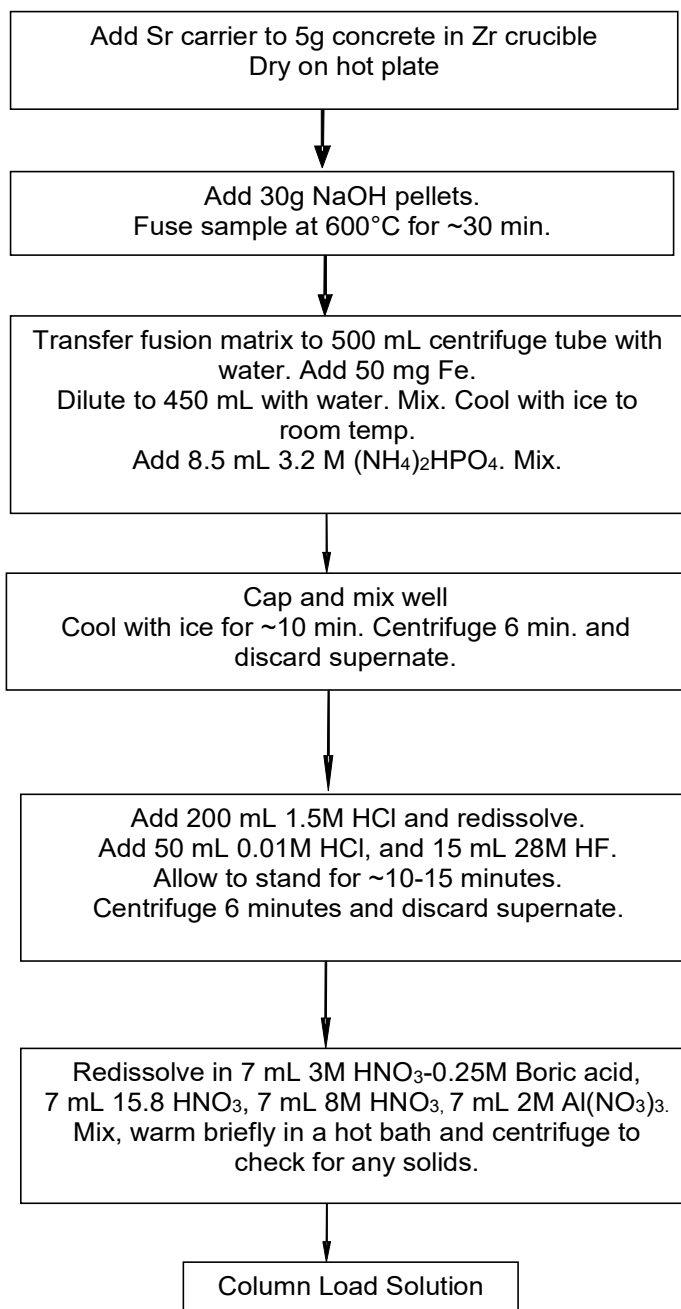 Add Sr carrier to 5g concrete in Zr crucible
Dry on hot plate
Add 30g NaOH pellets.
Fuse sample at 600°C for ~30 min.
Transfer fusion matrix to 500 mL centrifuge tube with
water. Add 50 mg Fe.
Dilute to 450 mL with water. Mix. Cool with ice to
room temp.
Add 8.5 mL 3.2 M (NH₄)₂HPO₄. Mix.
Cap and mix well
Cool with ice for ~10 min. Centrifuge 6 min. and
discard supernate.
Add 200 mL 1.5M HCl and redissolve.
Add 50 mL 0.01M HCl, and 15 mL 28M HF.
Allow to stand for ~10-15 minutes.
Centrifuge 6 minutes and discard supernate.
Redissolve in 7 mL 3M HNO₃-0.25M Boric acid,
7 mL 15.8 HNO₃, 7 mL 8M HNO₃, 7 mL 2M Al(NO₃)₃.
Mix, warm briefly in a hot bath and centrifuge to
check for any solids.
Column Load Solution